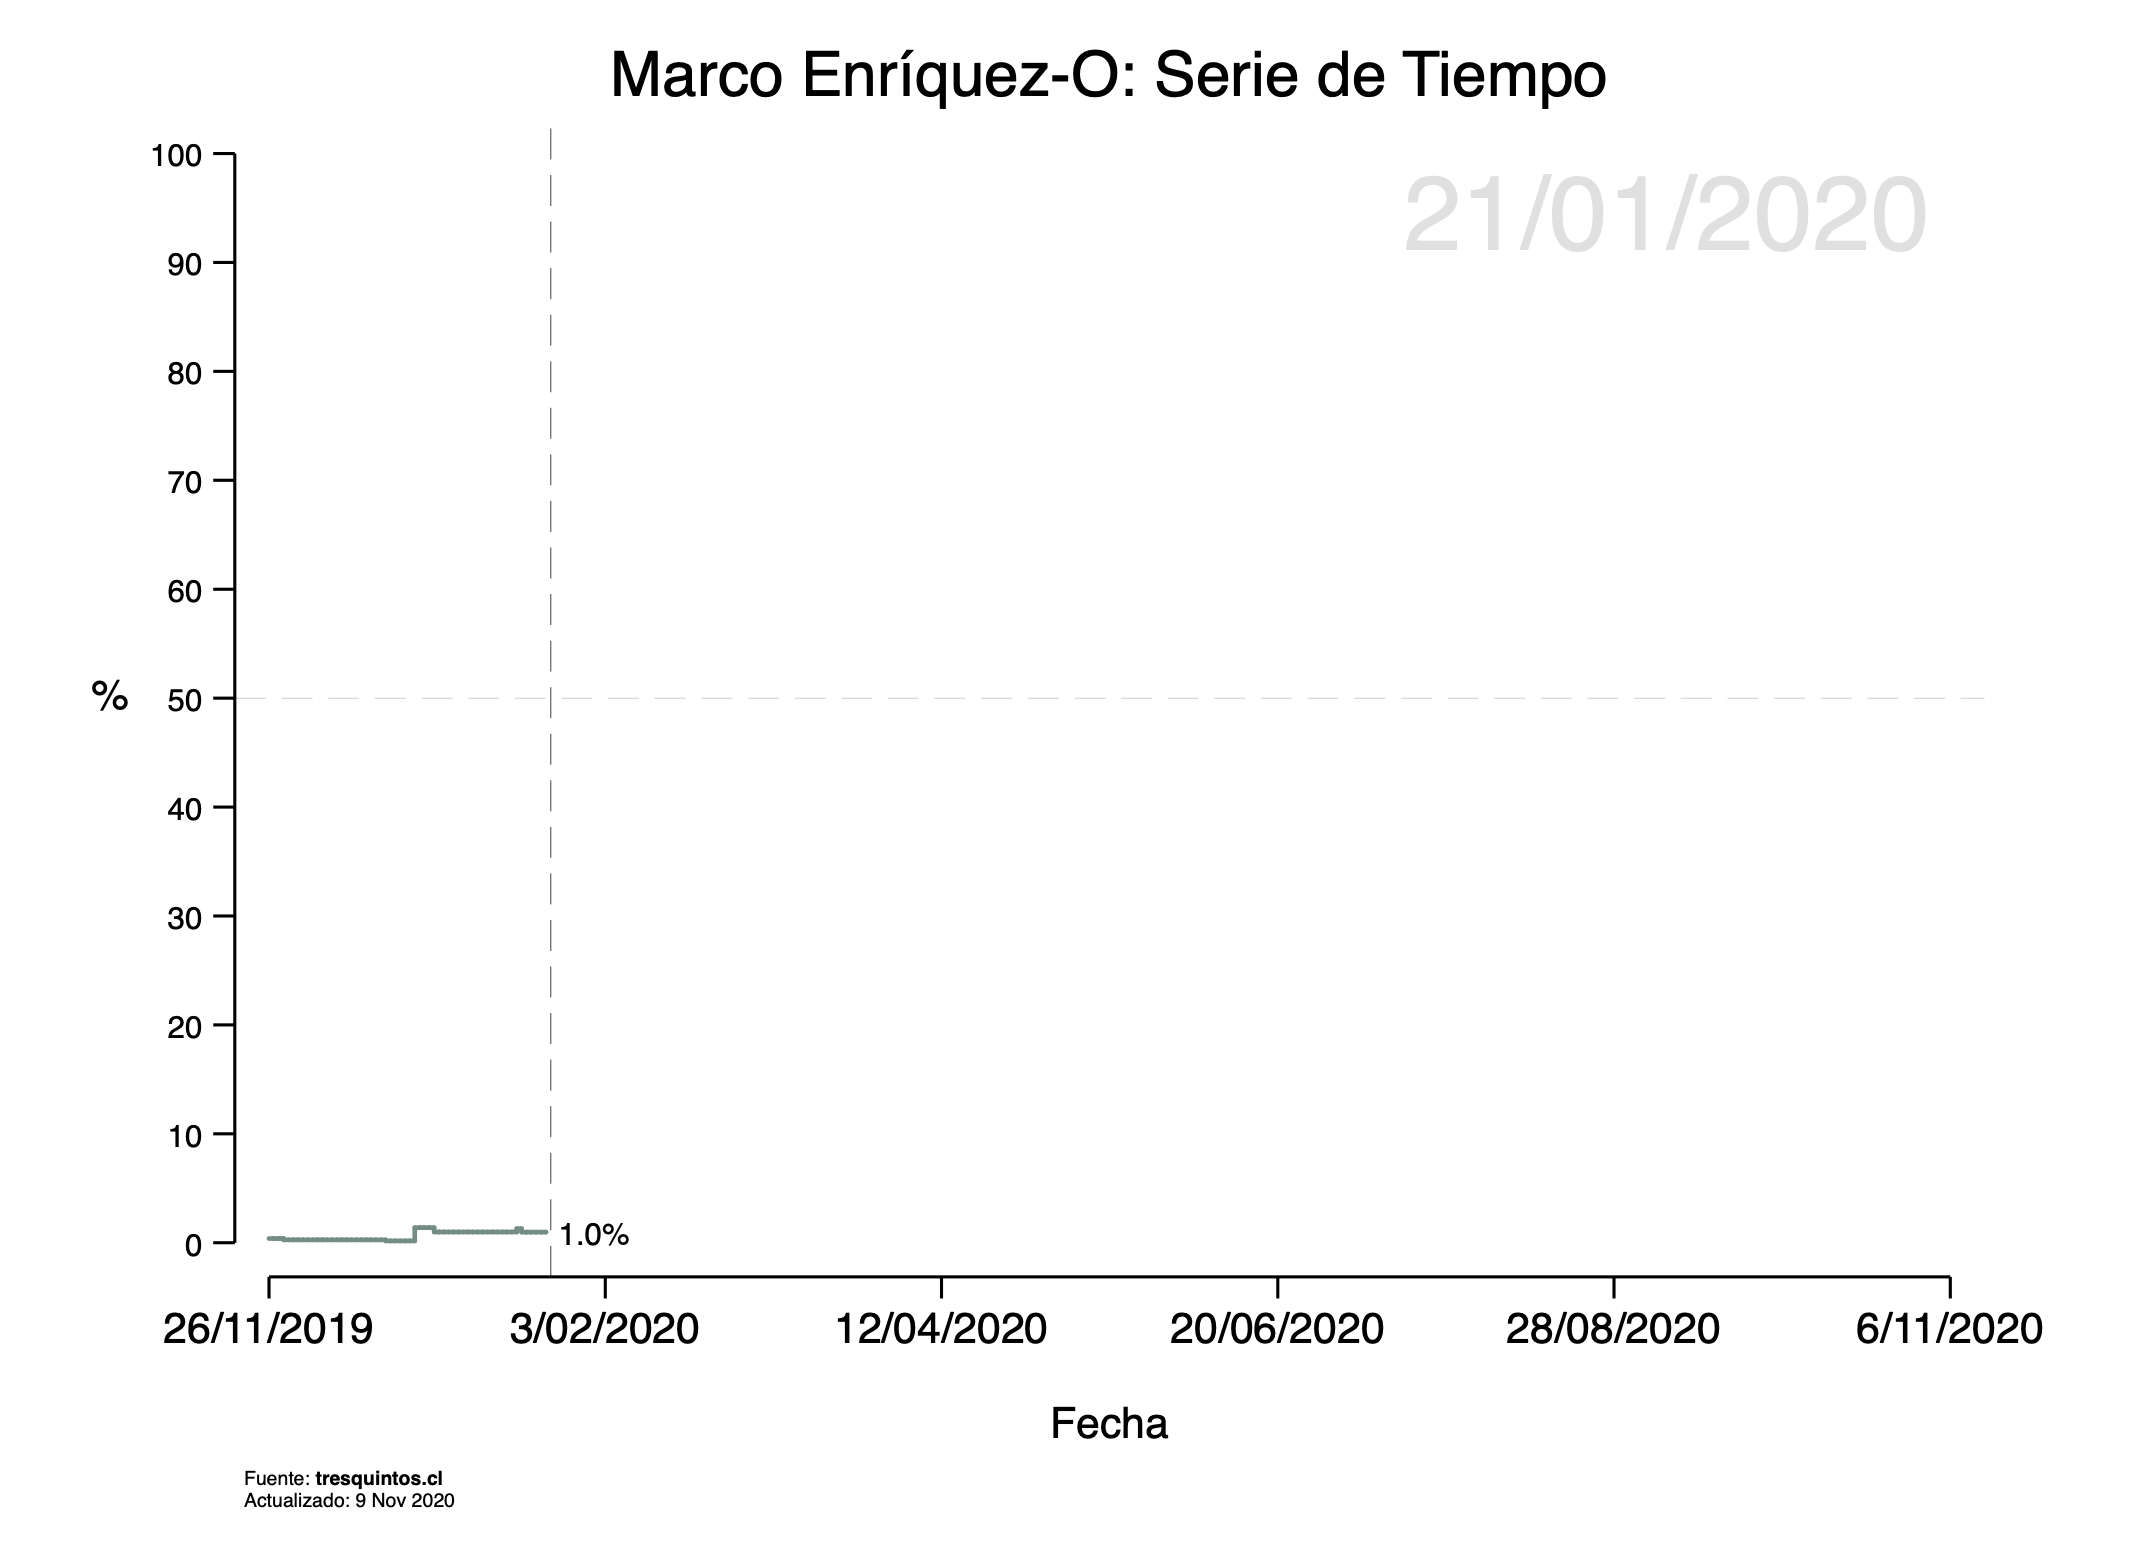 Marco Enríquez-O: Serie de Tiempo
21/01/2020
100
90
80
70
60
50
40
30
20
10
0
%
1.0%
26/11/2019 3/02/2020 12/04/2020 20/06/2020 28/08/2020 6/11/2020
Fecha
Fuente: tresquintos.cl
Actualizado: 9 Nov 2020